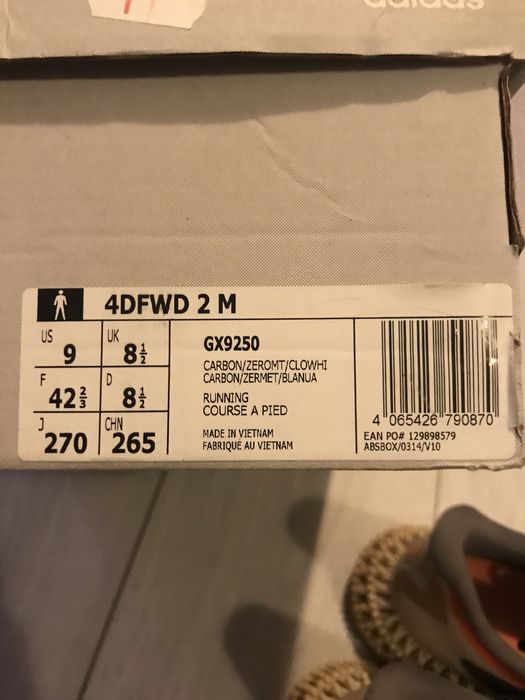 adidas
4DFWD 2 M
US 9 UK 8½
F 42⅔ D 8½
J 270 CHN 265
GX9250
CARBON/ZEROMT/CLOWHI
CARBON/ZERMET/BLANUA
RUNNING
COURSE A PIED
MADE IN VIETNAM
FABRIQUÉ AU VIETNAM
4 065426 790870
EAN PO# 129898579
ABSBOX/0314/V10